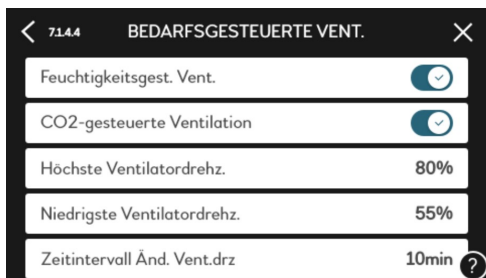 7.1.4.4 BEDARFSGESTEUERTE VENT.
Feuchtigkeitsgest. Vent.
CO2-gesteuerte Ventilation
Höchste Ventilatordrehz. 80%
Niedrigste Ventilatordrehz. 55%
Zeitintervall Änd. Vent.drz 10min ?